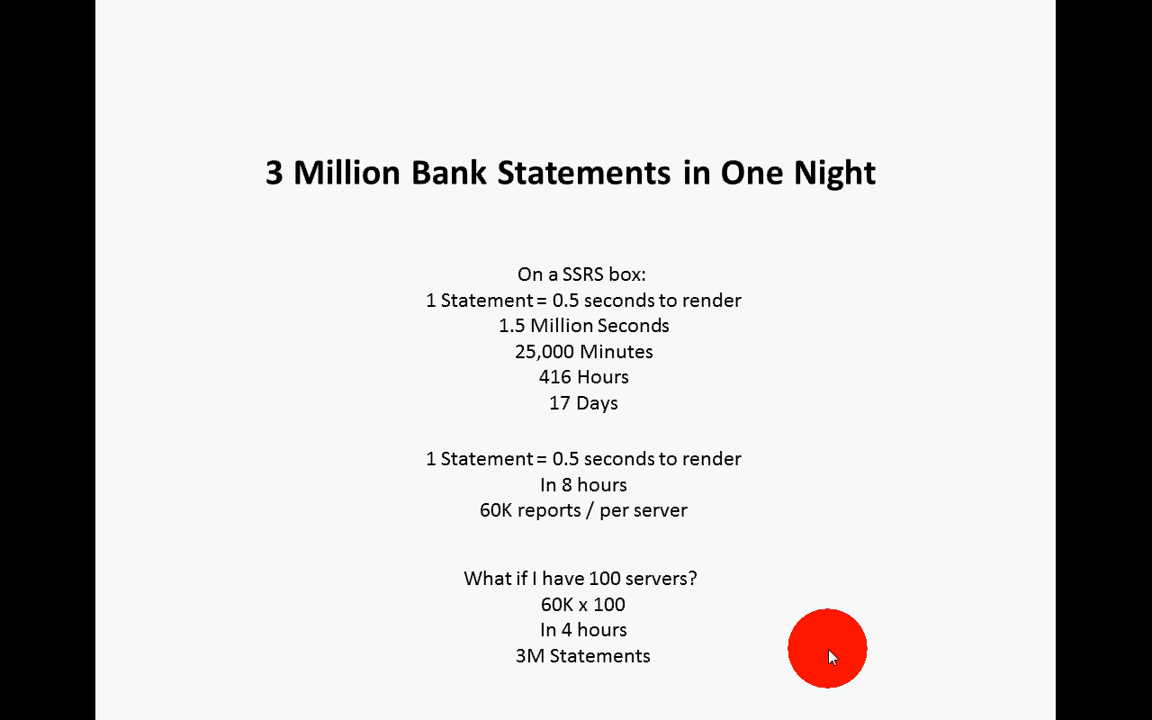 3 Million Bank Statements in One Night
On a SSRS box:
1 Statement = 0.5 seconds to render
1.5 Million Seconds
25,000 Minutes
416 Hours
17 Days
1 Statement = 0.5 seconds to render
In 8 hours
60K reports / per server
What if I have 100 servers?
60K x 100
In 4 hours
3M Statements